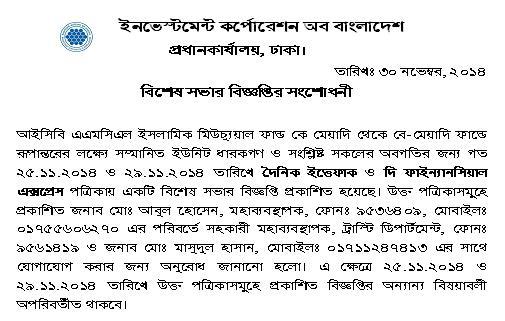 ইনভেস্টমেন্ট কর্পোরেশন অব বাংলাদেশ
প্রধানকার্যালয়, ঢাকা।
তারিখঃ ৩০ নভেম্বর, ২০১৪
বিশেষ সভার বিজ্ঞপ্তির সংশোধনী
আইসিবি এএমসিএল ইসলামিক মিউচ্যুয়াল ফান্ড কে মেয়াদি থেকে বে-মেয়াদি ফান্ডে
রূপান্তরের লক্ষ্যে সম্মানিত ইউনিট ধারকগণ ও সংশ্লিষ্ট সকলের অবগতির জন্য গত
২৫.১১.২০১৪ ও ২৯.১১.২০১৪ তারিখে দৈনিক ইত্তেফাক ও দি ফাইন্যানসিয়াল
এক্সপ্রেস পত্রিকায় একটি বিশেষ সভার বিজ্ঞপ্তি প্রকাশিত হয়েছে। উক্ত পত্রিকাসমূহে
প্রকাশিত জনাব মোঃ আবুল হোসেন, মহাব্যবস্থাপক, ফোনঃ ৯৫৩৬৪০৯, মোবাইলঃ
০১৭৫৫৬০৬২৭০ এর পরিবর্তে সহকারী মহাব্যবস্থাপক, ট্রাস্টি ডিপার্টমেন্ট, ফোনঃ
৯৫৬১৪১৯ ও জনাব মোঃ মাসুদুল হাসান, মোবাইলঃ ০১৭১১২৪৭৪১৩ এর সাথে
যোগাযোগ করার জন্য অনুরোধ জানানো হলো। এ ক্ষেত্রে ২৫.১১.২০১৪ ও
২৯.১১.২০১৪ তারিখে উক্ত পত্রিকাসমূহে প্রকাশিত বিজ্ঞপ্তির অন্যান্য বিষয়াবলী
অপরিবর্তীত থাকবে।